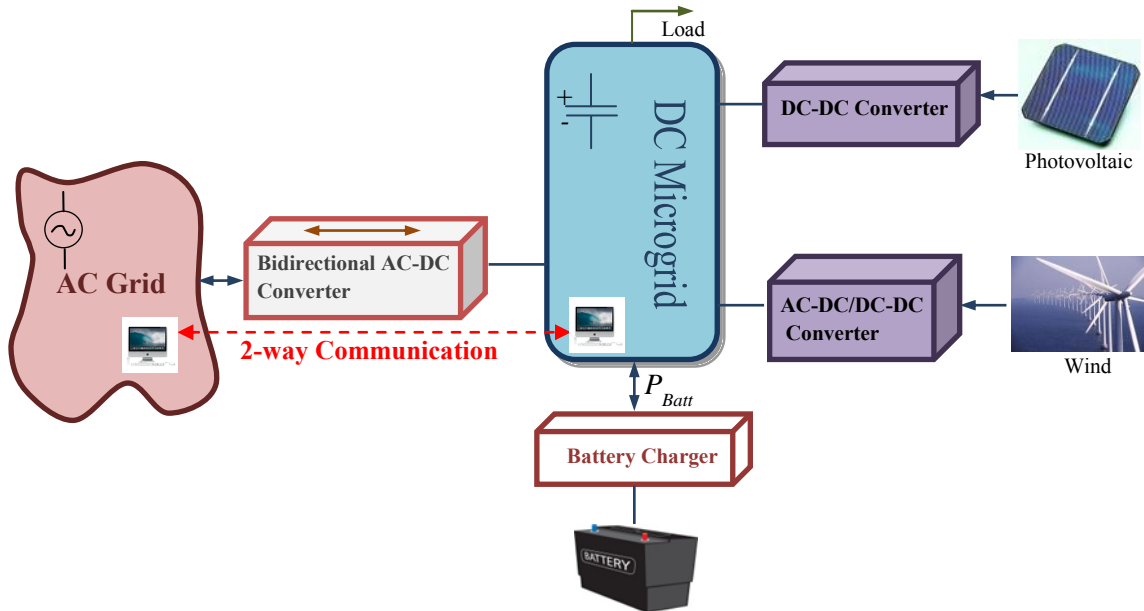 Load
+
-
DC Microgrid
DC-DC Converter
Photovoltaic
AC Grid
Bidirectional AC-DC
Converter
AC-DC/DC-DC
Converter
Wind
2-way Communication
P_Batt
Battery Charger
BATTERY